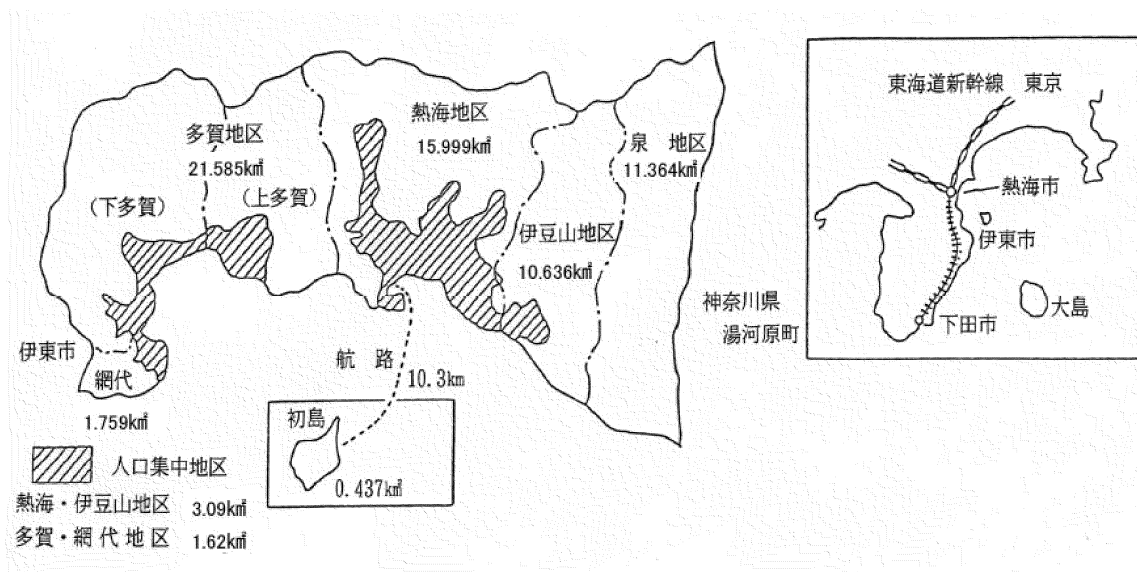 多賀地区
21.585k㎡
（下多賀）
（上多賀）
熱海地区
15.999k㎡
伊豆山地区
10.636k㎡
泉　地区
11.364k㎡
神奈川県
湯河原町
伊東市
網代
1.759k㎡
航　路
10.3km
初島
0.437k㎡
人口集中地区
熱海・伊豆山地区　3.09k㎡
多賀・網代地区　1.62k㎡
東海道新幹線　東京
熱海市
伊東市
大島
下田市